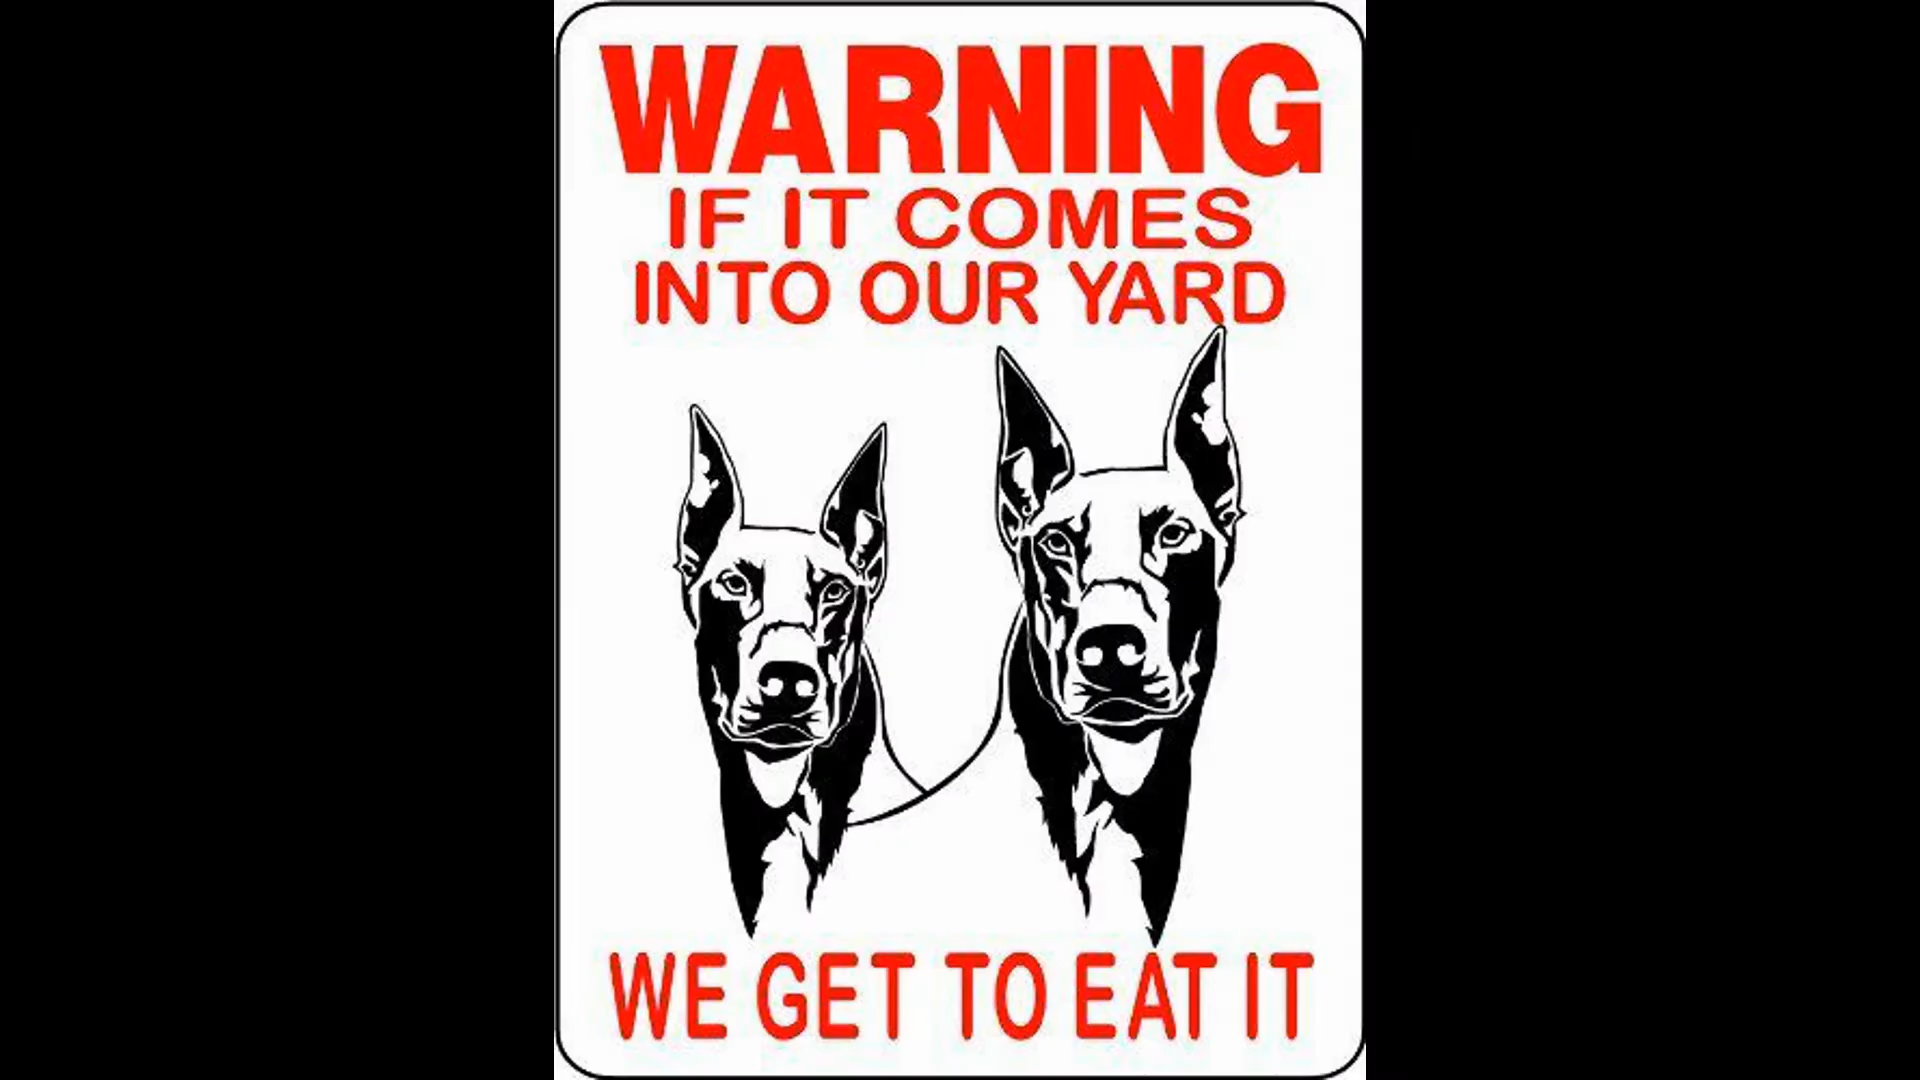 WARNING
IF IT COMES
INTO OUR YARD
WE GET TO EAT IT